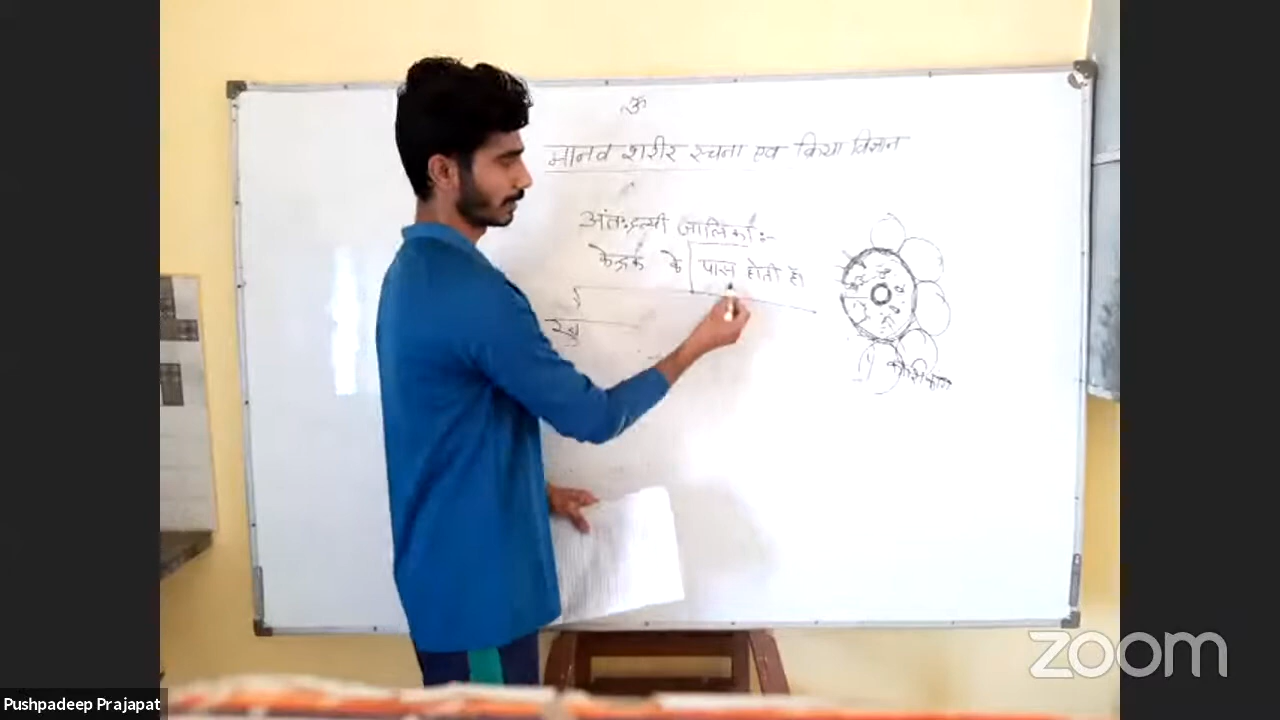 ॐ
मानव शरीर रचना एव क्रिया विज्ञान
अंतःद्रव्यी जालिका :-
केन्द्रक के पास होती है।
Pushpadeep Prajapat
zoom